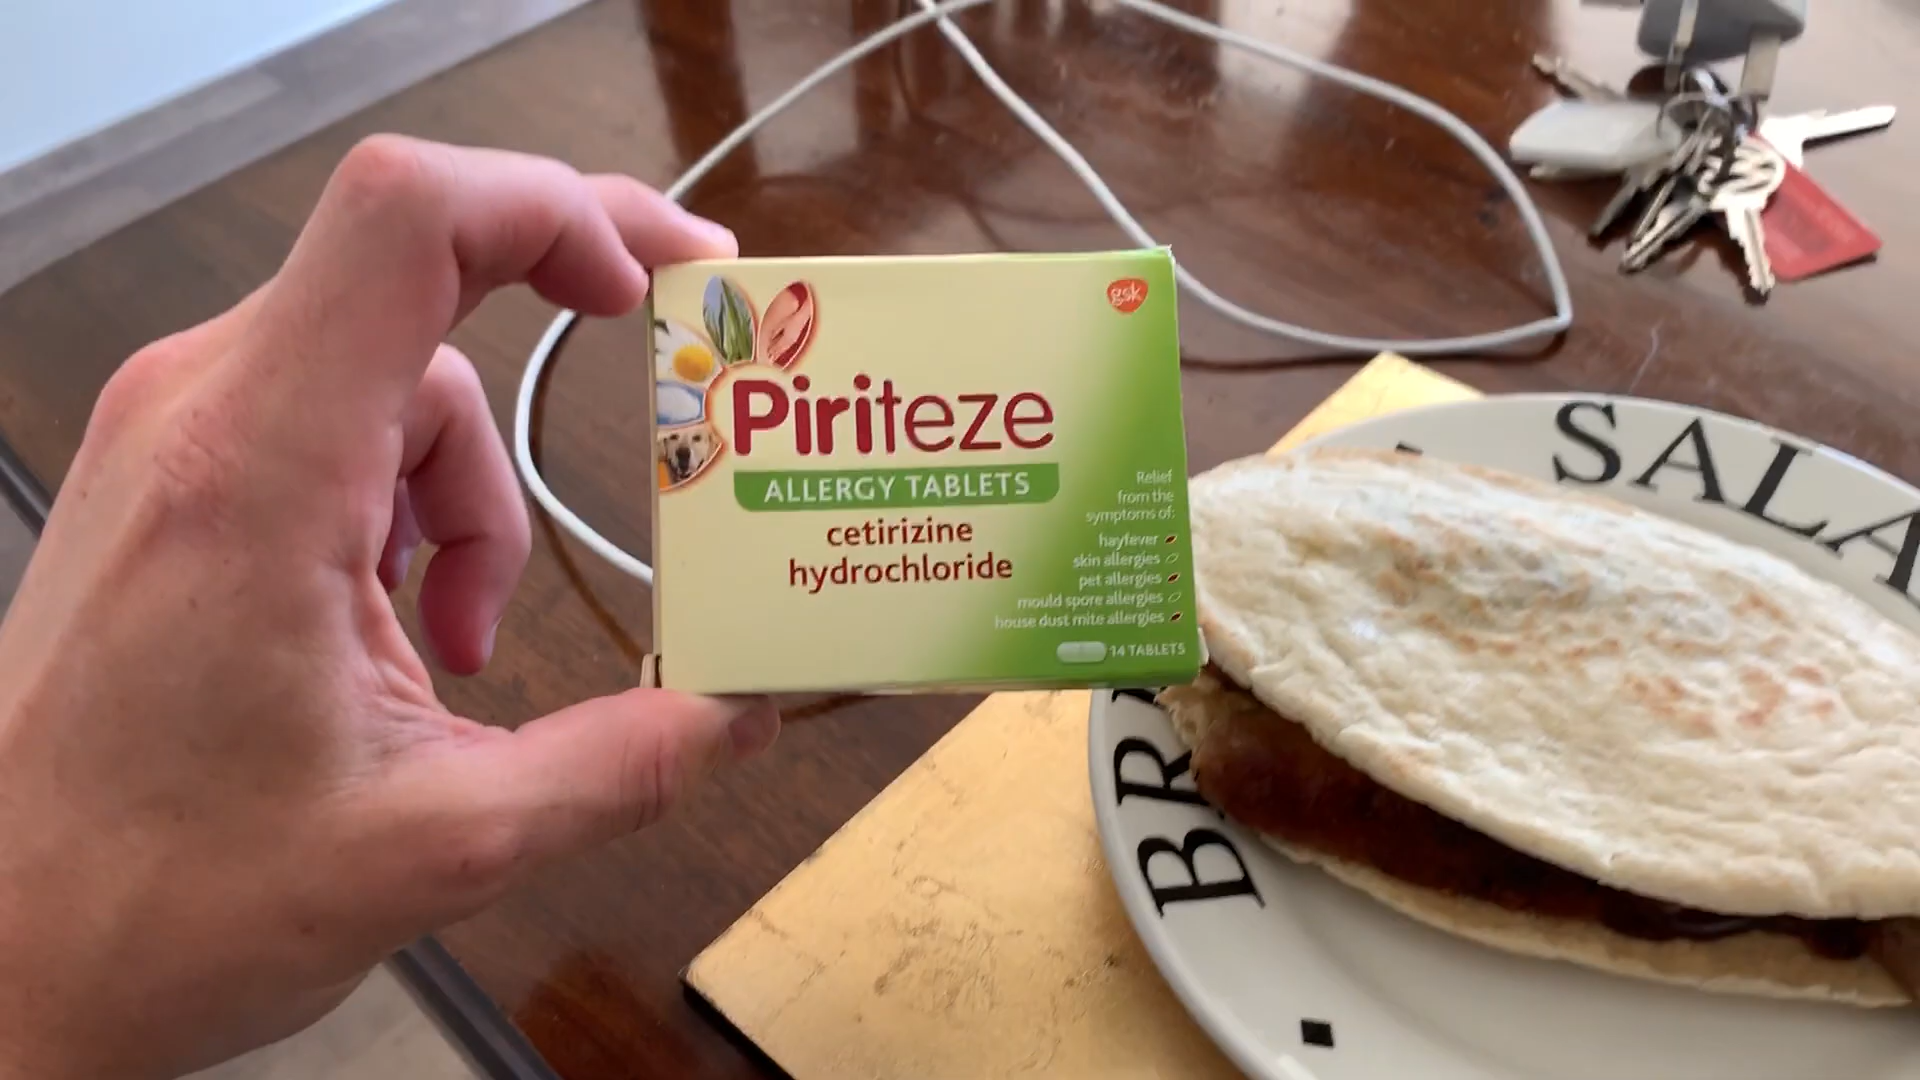 gsk
Piriteze
ALLERGY TABLETS
cetirizine
hydrochloride
Relief
from the
symptoms of:
hayfever
skin allergies
pet allergies
mould spore allergies
house dust mite allergies
14 TABLETS
SALA
BR